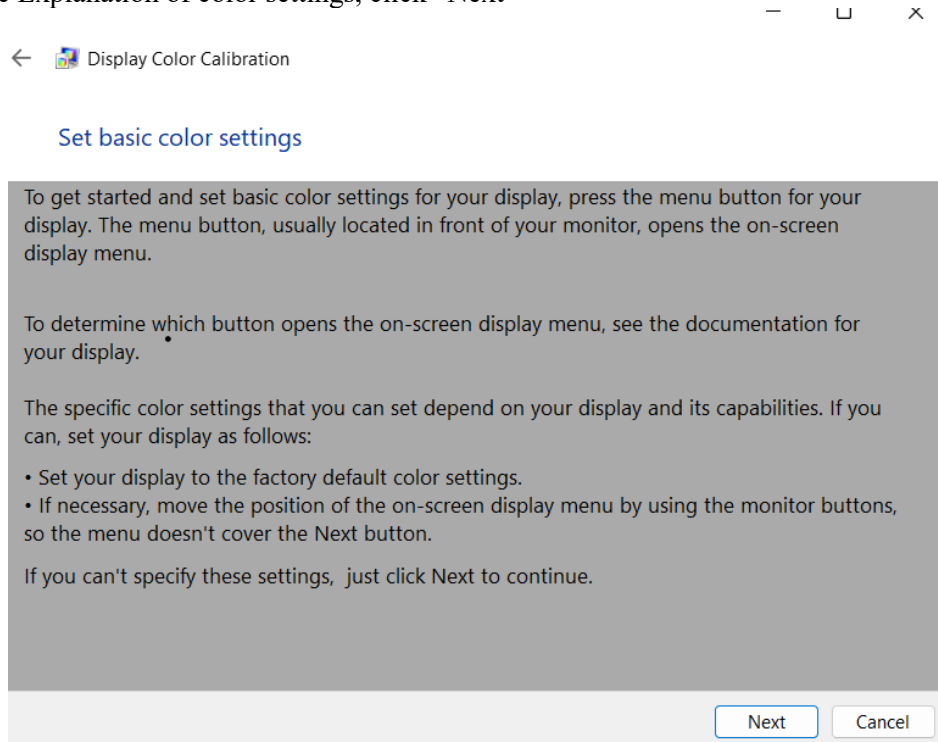 Explanation of color settings, click "Next"
Display Color Calibration
Set basic color settings
To get started and set basic color settings for your display, press the menu button for your
display. The menu button, usually located in front of your monitor, opens the on-screen
display menu.
To determine which button opens the on-screen display menu, see the documentation for
your display.
The specific color settings that you can set depend on your display and its capabilities. If you
can, set your display as follows:
• Set your display to the factory default color settings.
• If necessary, move the position of the on-screen display menu by using the monitor buttons,
so the menu doesn't cover the Next button.
If you can't specify these settings,  just click Next to continue.
Next
Cancel